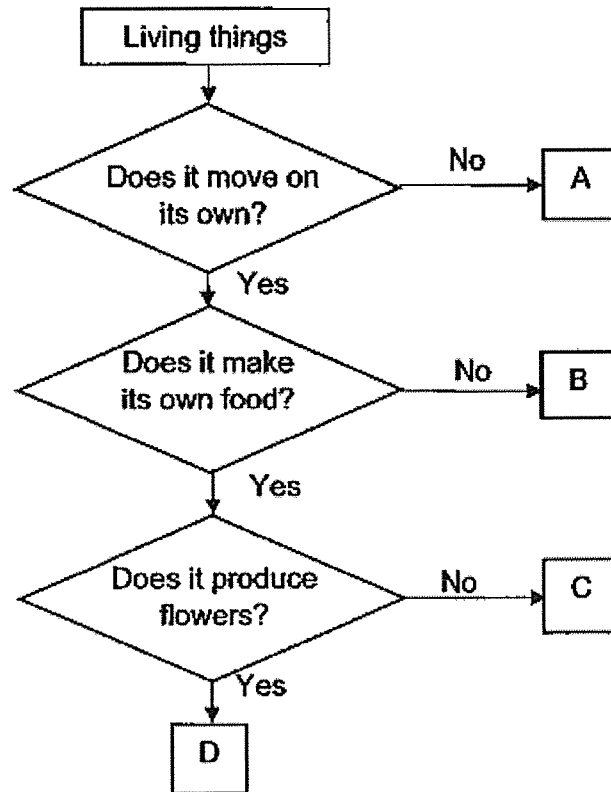 Living things
Does it move on
its own?
No
A
Yes
Does it make
its own food?
No
B
Yes
Does it produce
flowers?
No
C
Yes
D